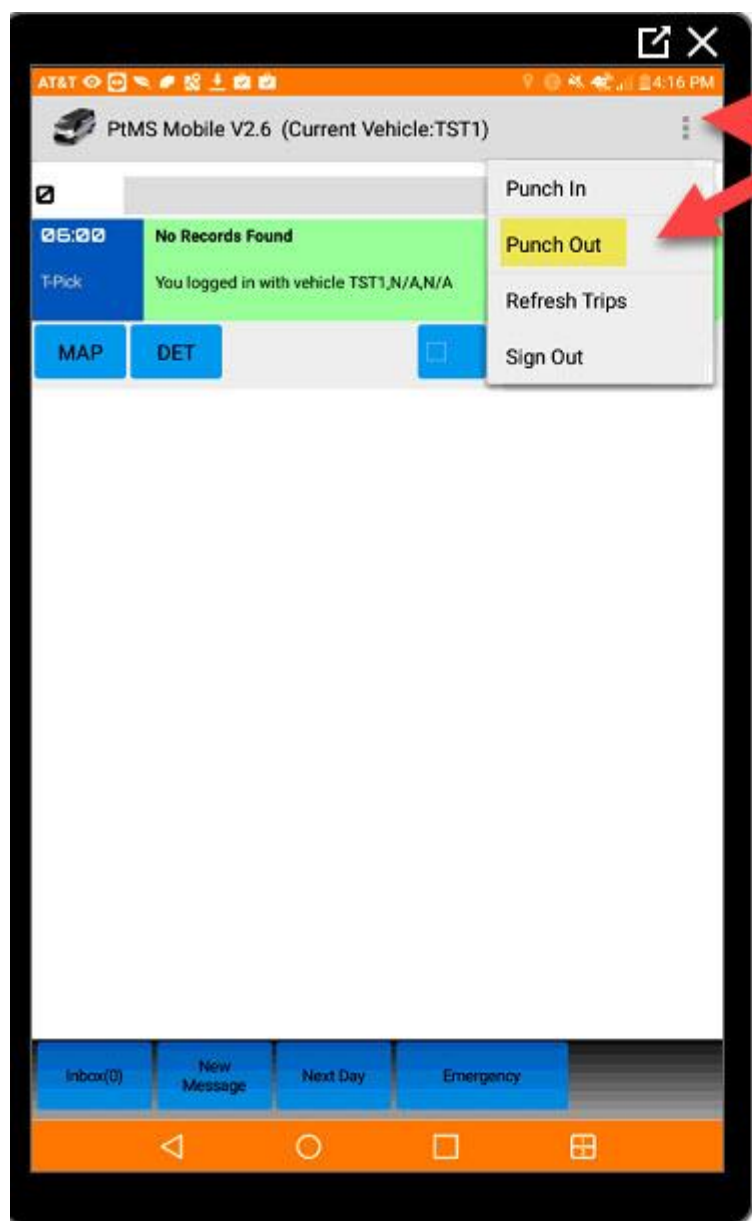 AT&T 4:16 PM
PtMS Mobile V2.6 (Current Vehicle:TST1)
0
Punch In
06:00 No Records Found
Punch Out
T-Pick You logged in with vehicle TST1,N/A,N/A
Refresh Trips
MAP DET
Sign Out
Inbox(0) New Message Next Day Emergency